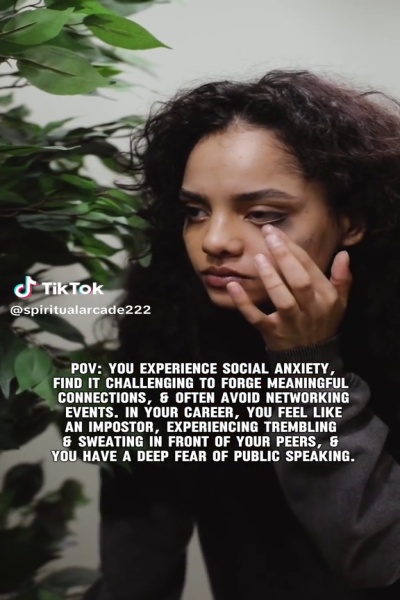 TikTok
@spiritualarcade222
POV: YOU EXPERIENCE SOCIAL ANXIETY,
FIND IT CHALLENGING TO FORGE MEANINGFUL
CONNECTIONS, & OFTEN AVOID NETWORKING
EVENTS. IN YOUR CAREER, YOU FEEL LIKE
AN IMPOSTOR, EXPERIENCING TREMBLING
& SWEATING IN FRONT OF YOUR PEERS, &
YOU HAVE A DEEP FEAR OF PUBLIC SPEAKING.